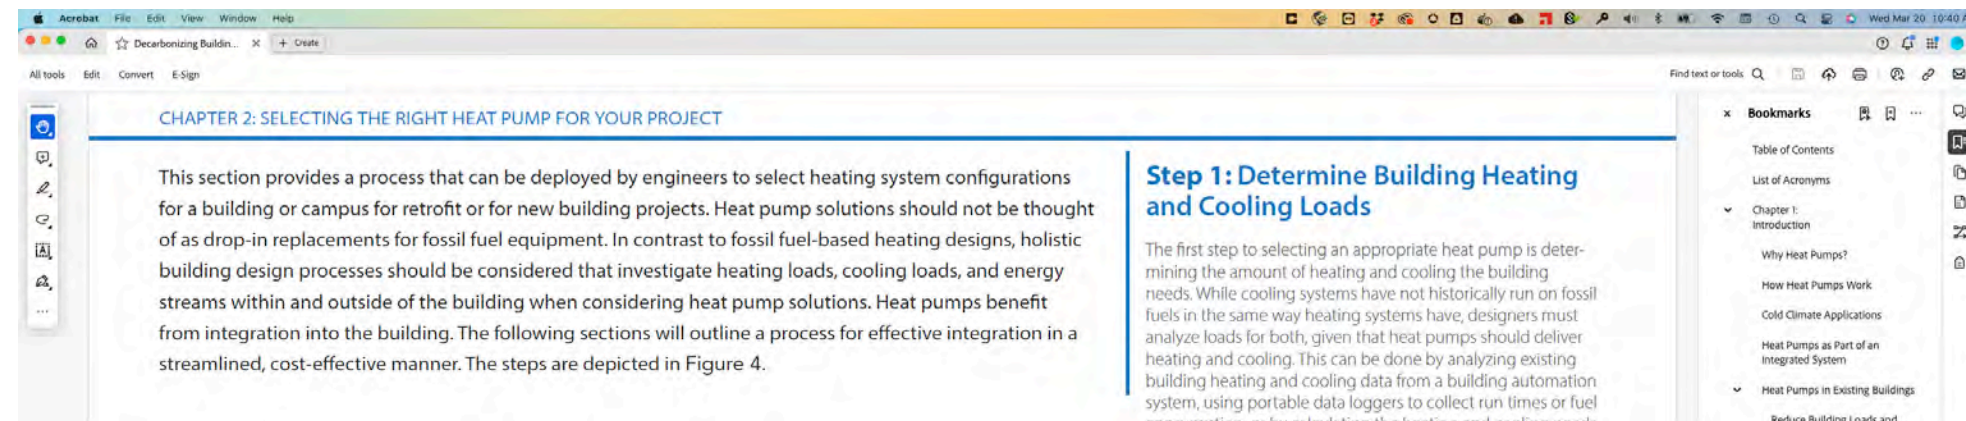 Acrobat File Edit View Window Help
Wed Mar 20 10:40 A
Decarbonizing Buildin... × + Create
All tools Edit Convert E-Sign
Find text or tools
CHAPTER 2: SELECTING THE RIGHT HEAT PUMP FOR YOUR PROJECT
This section provides a process that can be deployed by engineers to select heating system configurations
for a building or campus for retrofit or for new building projects. Heat pump solutions should not be thought
of as drop-in replacements for fossil fuel equipment. In contrast to fossil fuel-based heating designs, holistic
building design processes should be considered that investigate heating loads, cooling loads, and energy
streams within and outside of the building when considering heat pump solutions. Heat pumps benefit
from integration into the building. The following sections will outline a process for effective integration in a
streamlined, cost-effective manner. The steps are depicted in Figure 4.
Step 1: Determine Building Heating
and Cooling Loads
The first step to selecting an appropriate heat pump is deter-
mining the amount of heating and cooling the building
needs. While cooling systems have not historically run on fossil
fuels in the same way heating systems have, designers must
analyze loads for both, given that heat pumps should deliver
heating and cooling. This can be done by analyzing existing
building heating and cooling data from a building automation
system, using portable data loggers to collect run times or fuel
Bookmarks
Table of Contents
List of Acronyms
Chapter 1:
Introduction
Why Heat Pumps?
How Heat Pumps Work
Cold Climate Applications
Heat Pumps as Part of an
Integrated System
Heat Pumps in Existing Buildings
Reduce Building Loads and